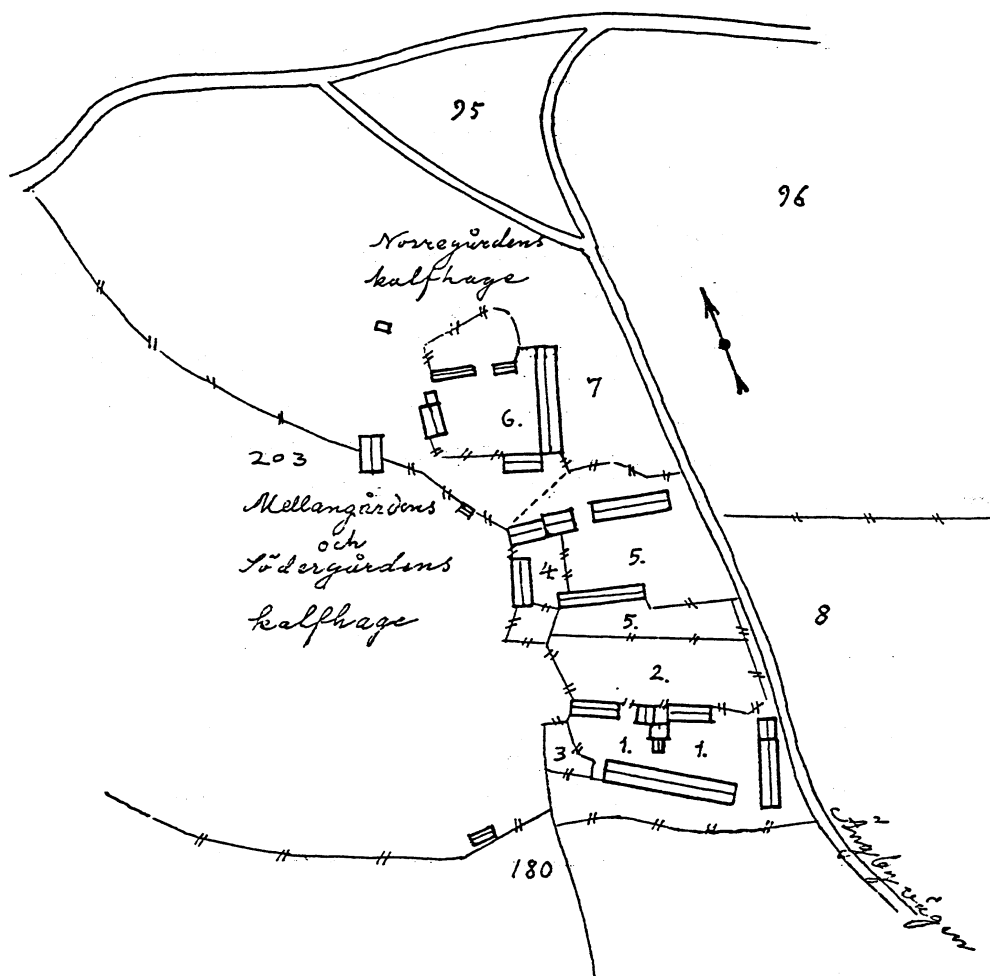 95
96
Norregårdens
kalfhage
7
6.
203
Mellangårdens
och
Södergårdens
kalfhage
4
5.
5.
8
2.
1.
1.
3
180
Ängbyvägen